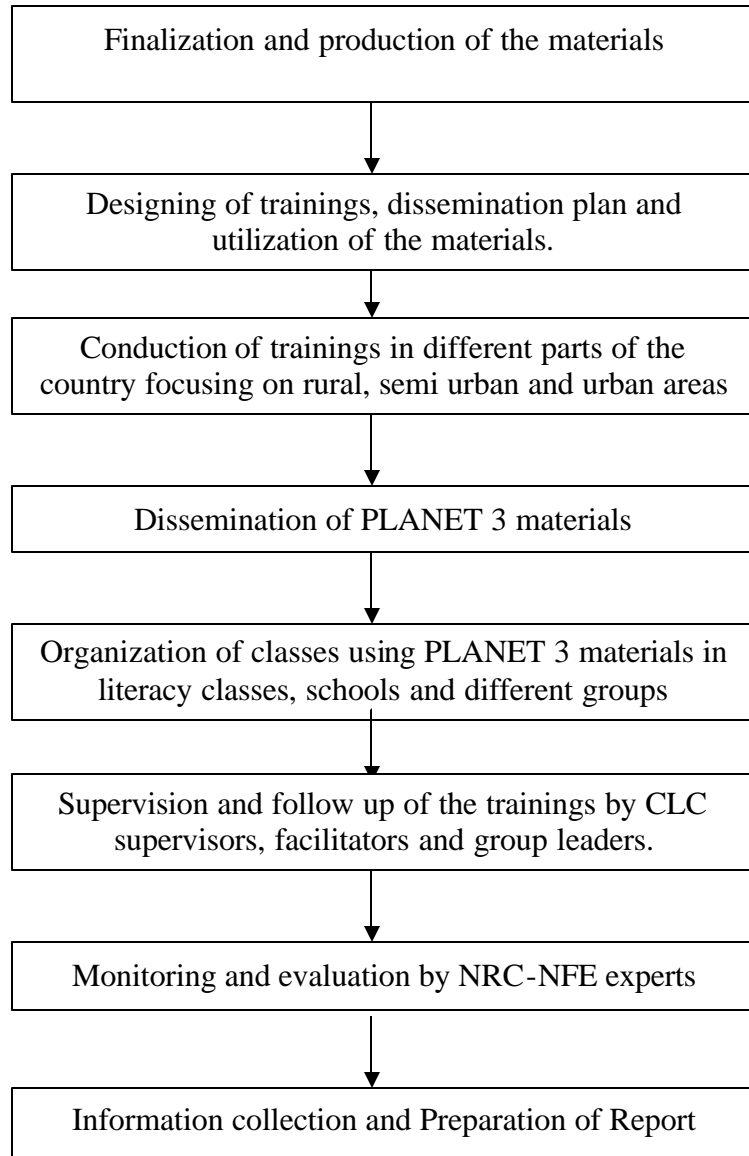 Finalization and production of the materials
Designing of trainings, dissemination plan and
utilization of the materials.
Conduction of trainings in different parts of the
country focusing on rural, semi urban and urban areas
Dissemination of PLANET 3 materials
Organization of classes using PLANET 3 materials in
literacy classes, schools and different groups
Supervision and follow up of the trainings by CLC
supervisors, facilitators and group leaders.
Monitoring and evaluation by NRC-NFE experts
Information collection and Preparation of Report